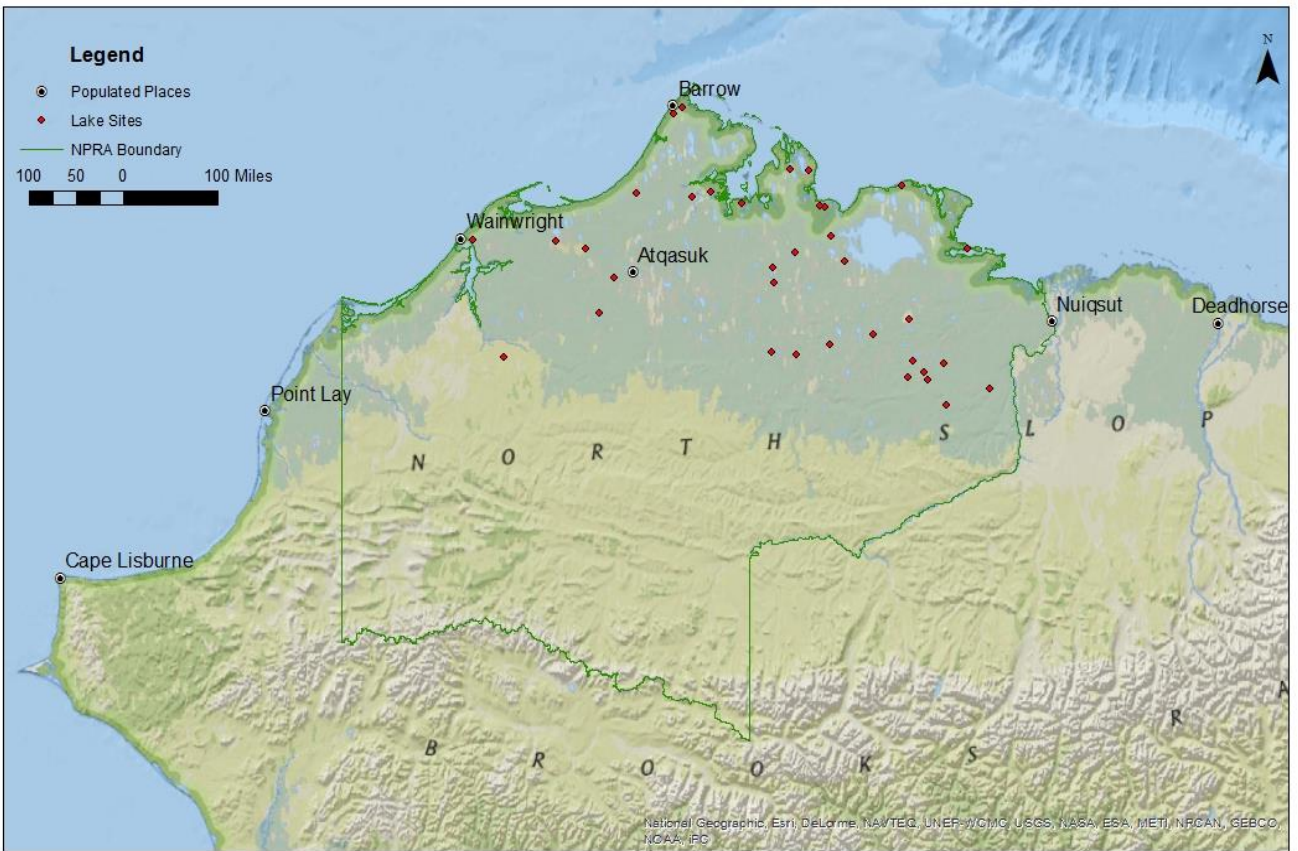 Legend
Populated Places
Lake Sites
NPRA Boundary
100 50 0 100 Miles
N
Barrow
Wainwright
Atqasuk
Nuiqsut
Deadhorse
Point Lay
N O R T H S L O P
Cape Lisburne
B R O O K S R A
National Geographic, Esri, DeLorme, NAVTEQ, UNEP-WCMC, USGS, NASA, ESA, METI, NRCAN, GEBCO,
NOAA, iPC